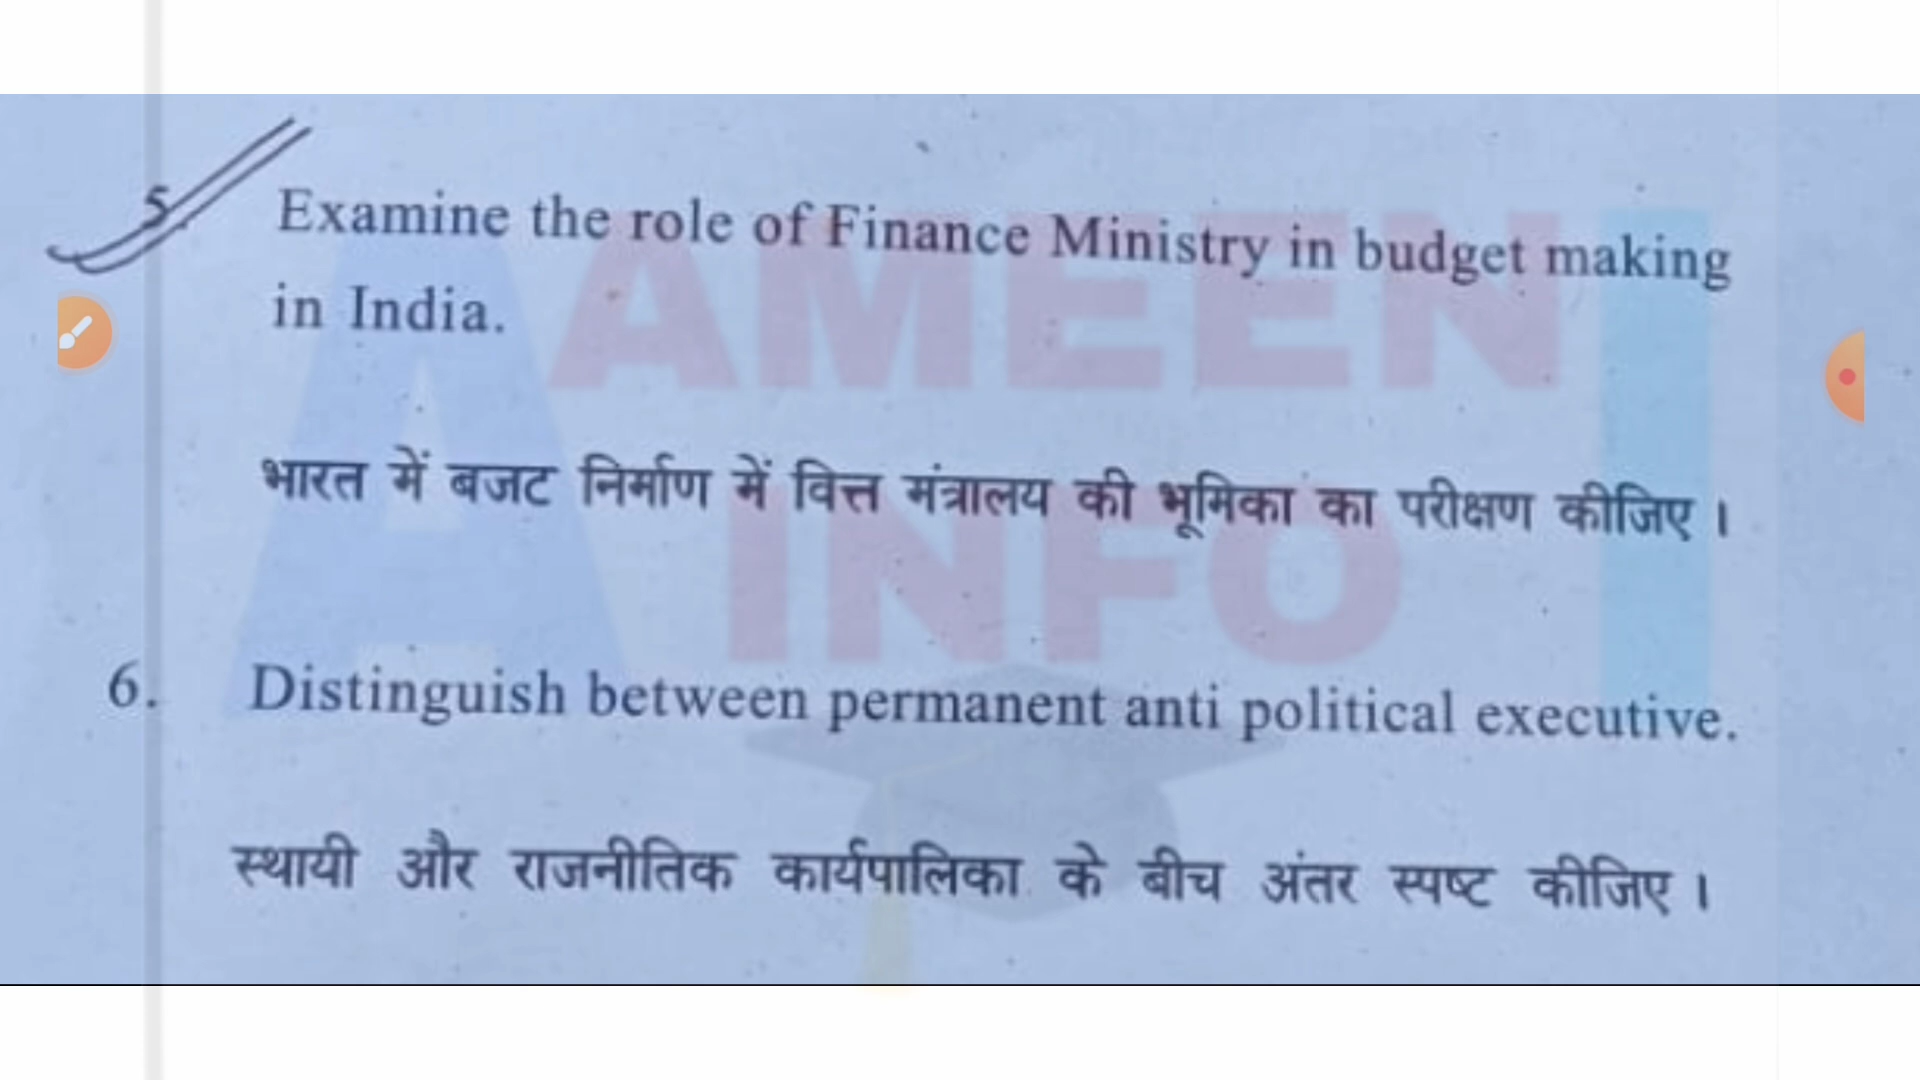 5. Examine the role of Finance Ministry in budget making
in India.
भारत में बजट निर्माण में वित्त मंत्रालय की भूमिका का परीक्षण कीजिए ।
6. Distinguish between permanent anti political executive.
स्थायी और राजनीतिक कार्यपालिका के बीच अंतर स्पष्ट कीजिए ।
AMEEN
INFO